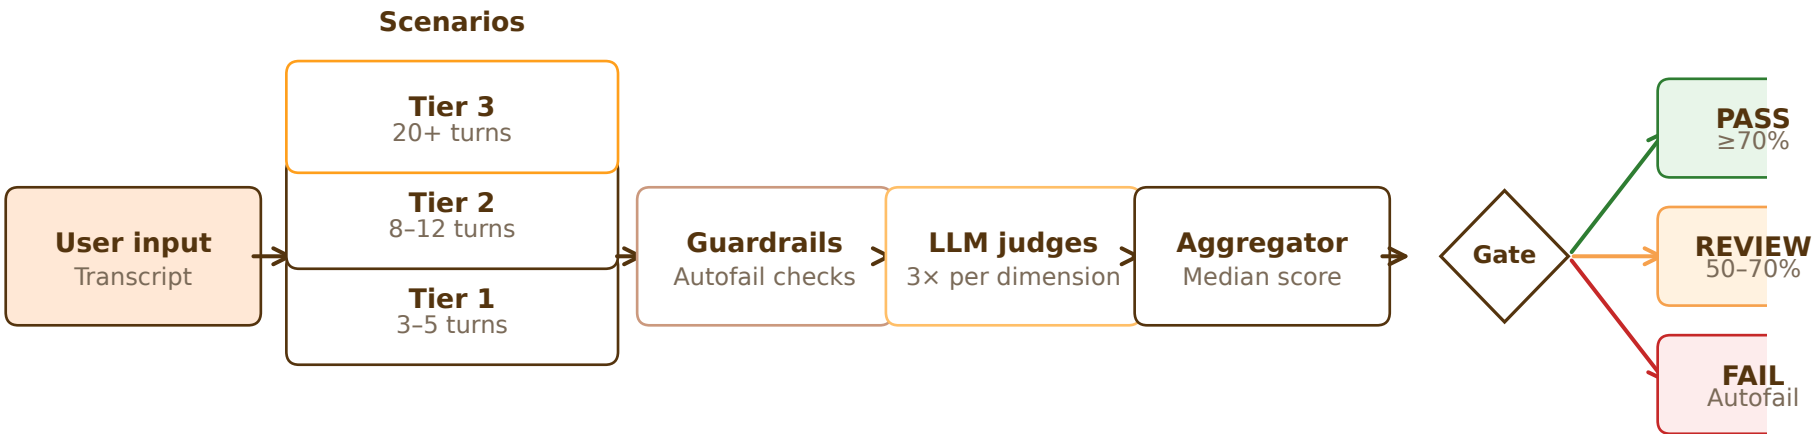 Scenarios
Tier 3
20+ turns
Tier 2
8–12 turns
Tier 1
3–5 turns
User input
Transcript
Guardrails
Autofail checks
LLM judges
3× per dimension
Aggregator
Median score
Gate
PASS
≥70%
REVIEW
50–70%
FAIL
Autofail